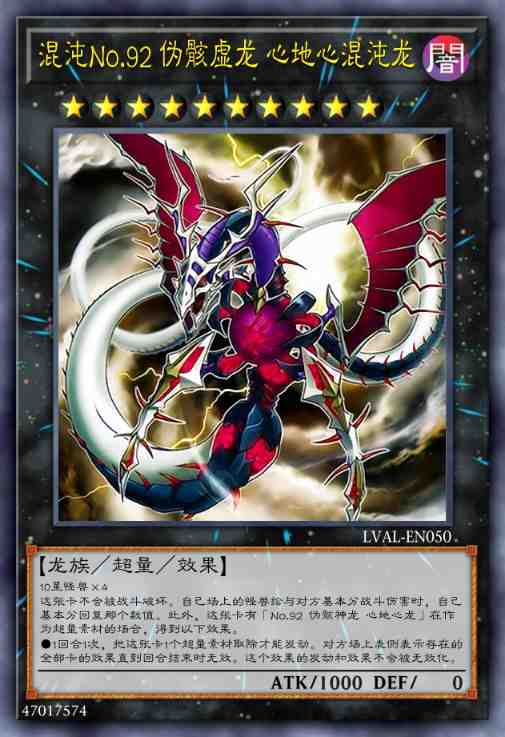 混沌No.92 伪骸虚龙 心地心混沌龙
闇
LVAL-EN050
【龙族／超量／效果】
10星怪兽×4
这张卡不会被战斗破坏。自己场上的怪兽给与对方基本分战斗伤害时，自己
基本分回复那个数值。此外，这张卡有「No.92 伪骸神龙 心地心龙」在作
为超量素材的场合，得到以下效果。
●1回合1次，把这张卡1个超量素材取除才能发动。对方场上表侧表示存在的
全部卡的效果直到回合结束时无效。这个效果的发动和效果不会被无效化。
ATK/1000 DEF/ 0
47017574